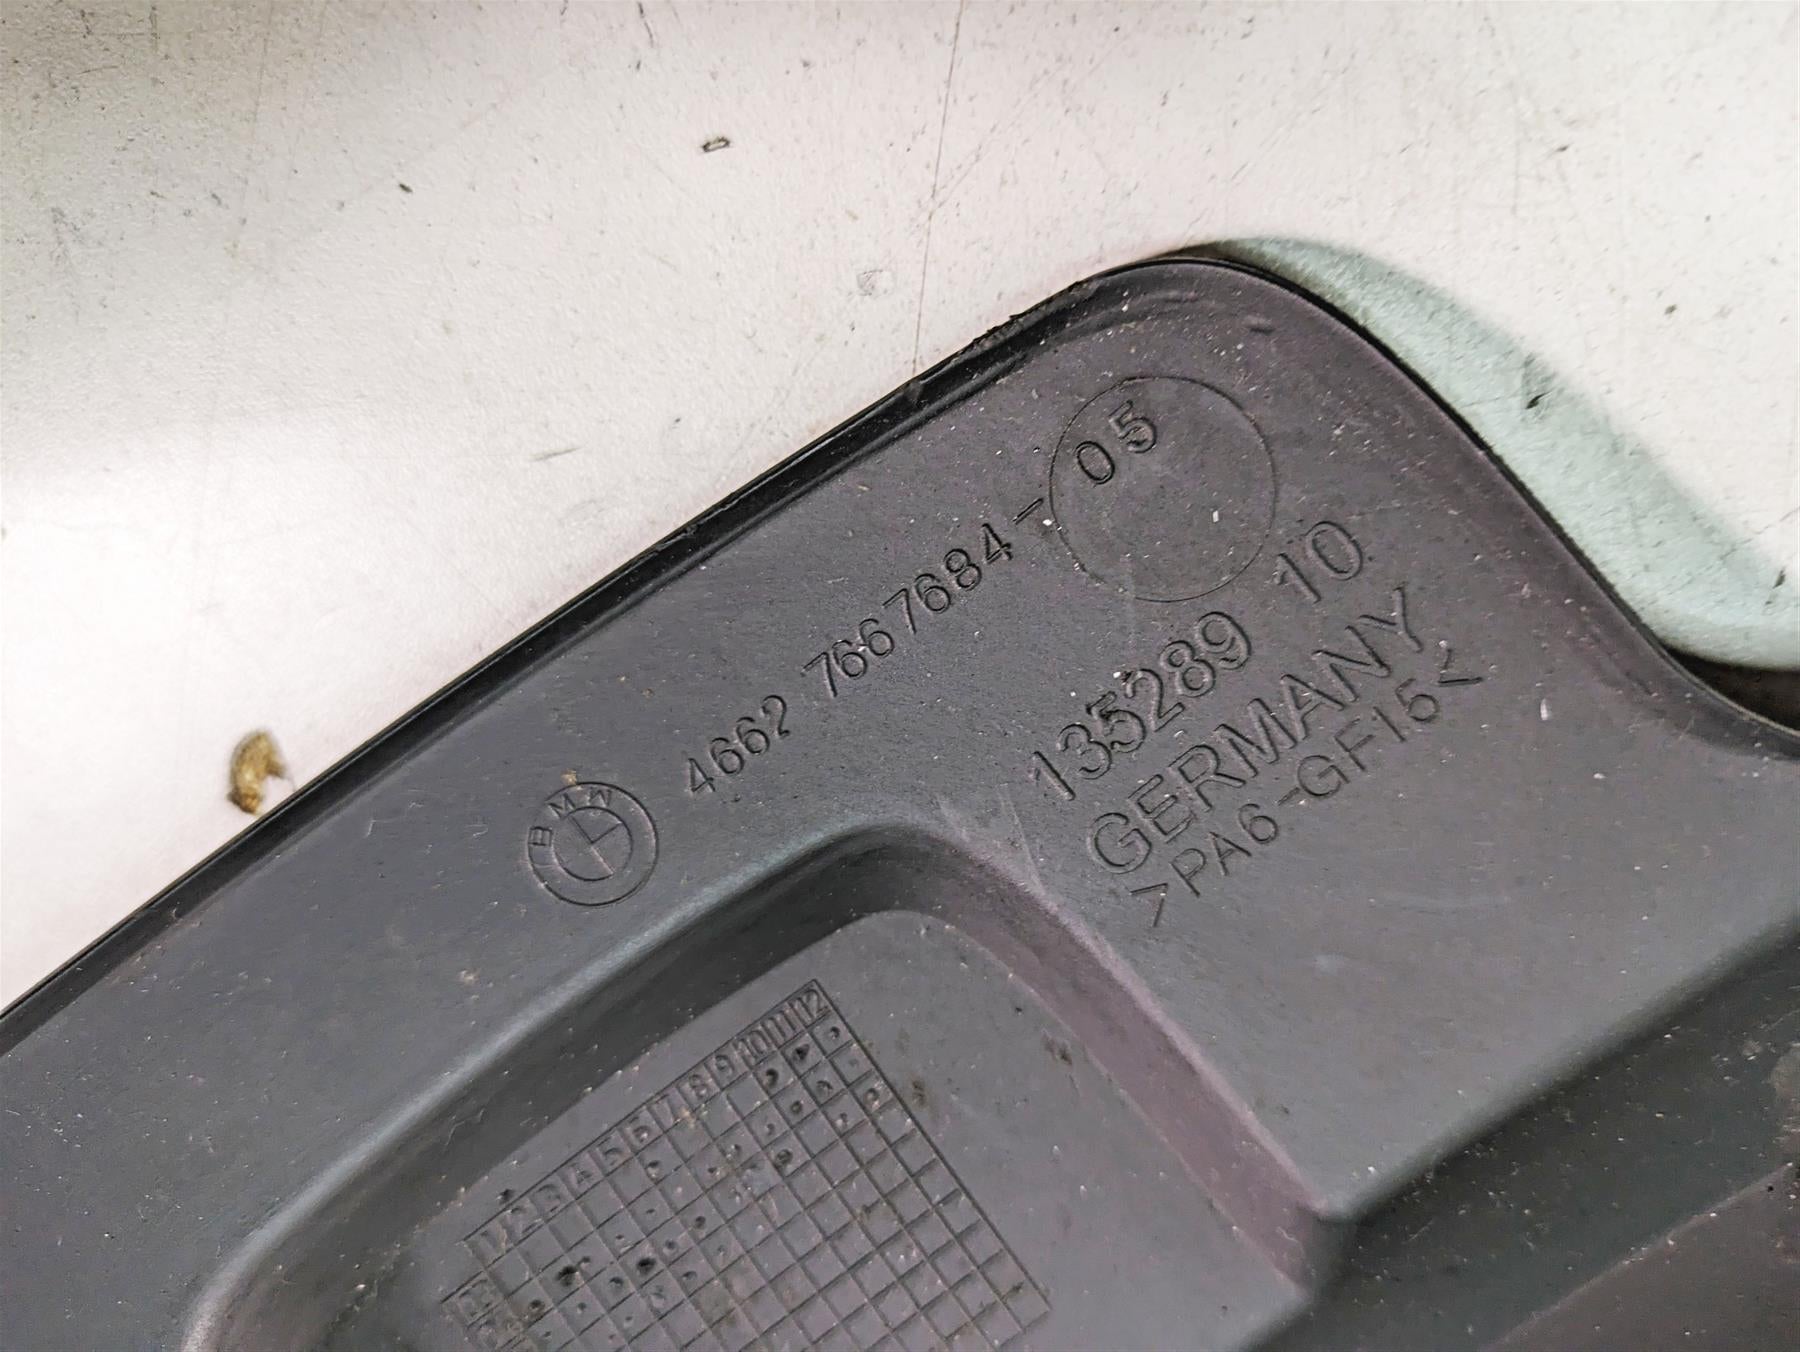 BMW 4662 7667684-05
135289 10
GERMANY
>PA6-GF15<
1 2 3 4 5 6 7 8 9 10 11 12